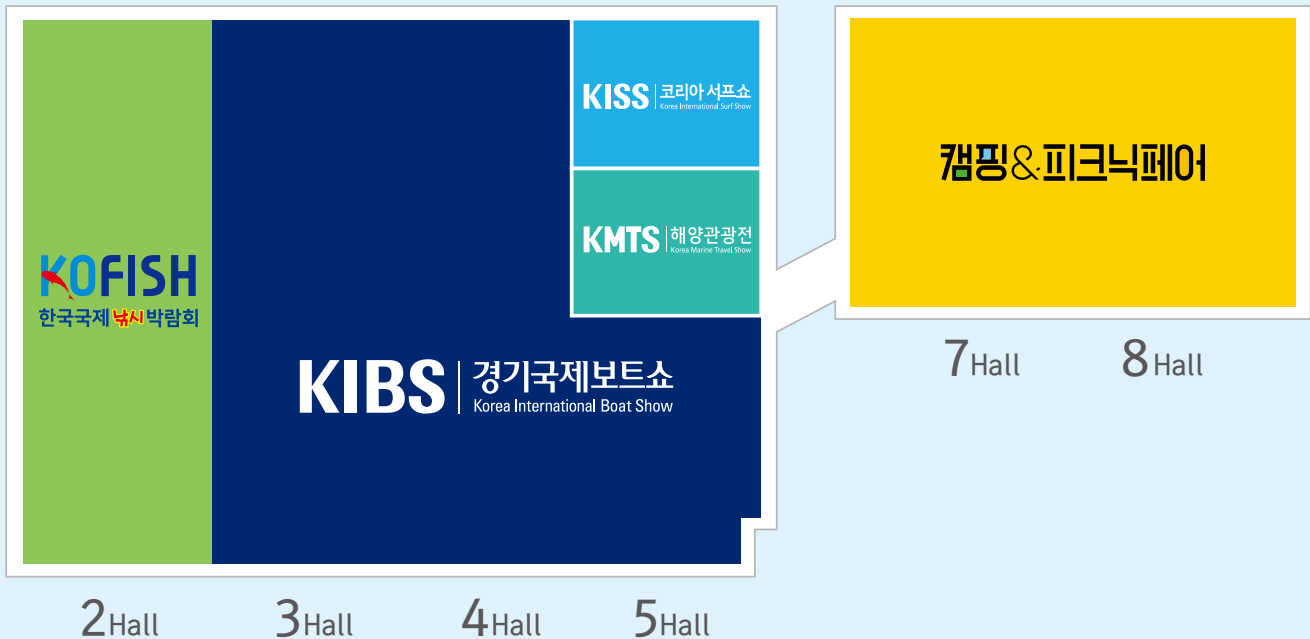 KOFISH
한국국제낚시박람회
KIBS
경기국제보트쇼
Korea International Boat Show
KISS
코리아 서프쇼
Korea International Surf Show
KMTS
해양관광전
Korea Marine Travel Show
캠핑&피크닉페어
7Hall
8Hall
2Hall
3Hall
4Hall
5Hall